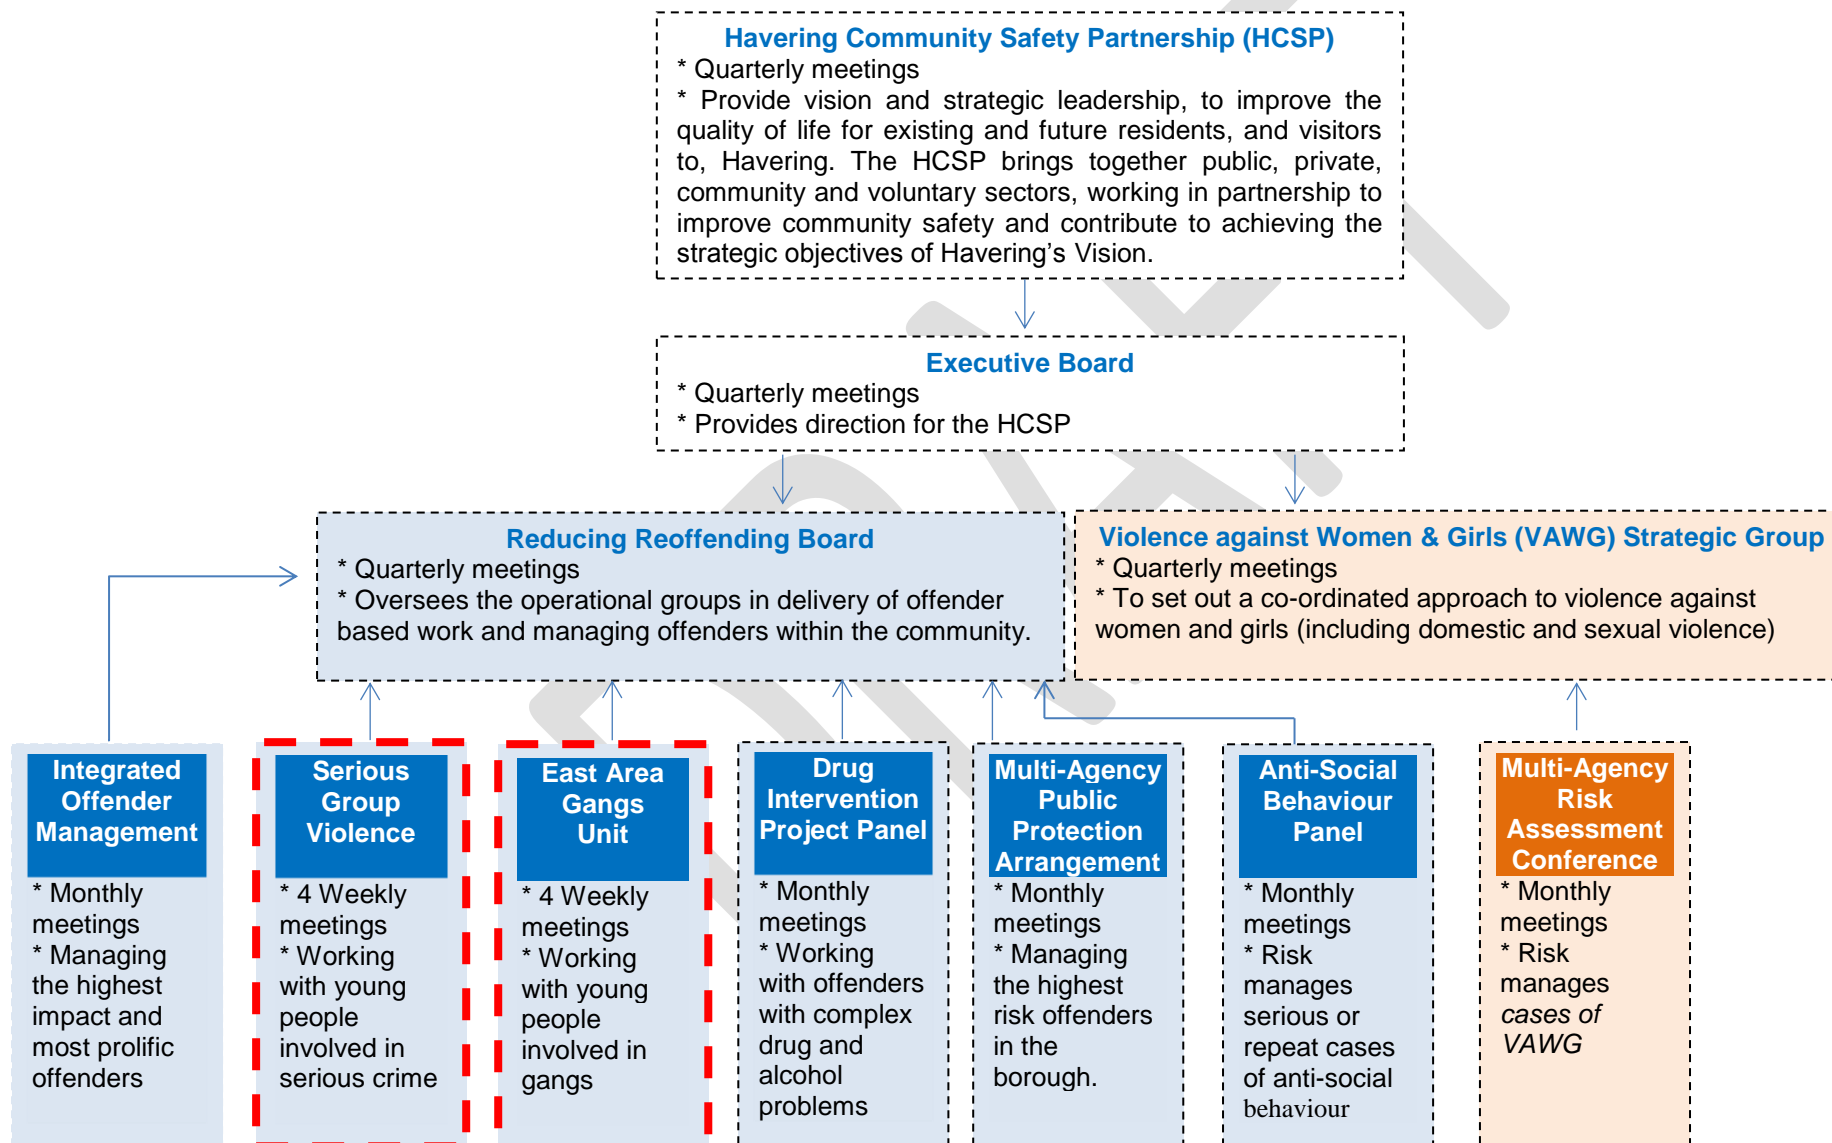 Havering Community Safety Partnership (HCSP)
* Quarterly meetings
* Provide vision and strategic leadership, to improve the
quality of life for existing and future residents, and visitors
to, Havering. The HCSP brings together public, private,
community and voluntary sectors, working in partnership to
improve community safety and contribute to achieving the
strategic objectives of Havering’s Vision.
Executive Board
* Quarterly meetings
* Provides direction for the HCSP
Reducing Reoffending Board
* Quarterly meetings
* Oversees the operational groups in delivery of offender
based work and managing offenders within the community.
Violence against Women & Girls (VAWG) Strategic Group
* Quarterly meetings
* To set out a co-ordinated approach to violence against
women and girls (including domestic and sexual violence)
Integrated
Offender
Management
* Monthly
meetings
* Managing
the highest
impact and
most prolific
offenders
Serious
Group
Violence
* 4 Weekly
meetings
* Working
with young
people
involved in
serious crime
East Area
Gangs
Unit
* 4 Weekly
meetings
* Working
with young
people
involved in
gangs
Drug
Intervention
Project Panel
* Monthly
meetings
* Working
with offenders
with complex
drug and
alcohol
problems
Multi-Agency
Public
Protection
Arrangement
* Monthly
meetings
* Managing
the highest
risk offenders
in the
borough.
Anti-Social
Behaviour
Panel
* Monthly
meetings
* Risk
manages
serious or
repeat cases
of anti-social
behaviour
Multi-Agency
Risk
Assessment
Conference
* Monthly
meetings
* Risk
manages
cases of
VAWG
DRAFT